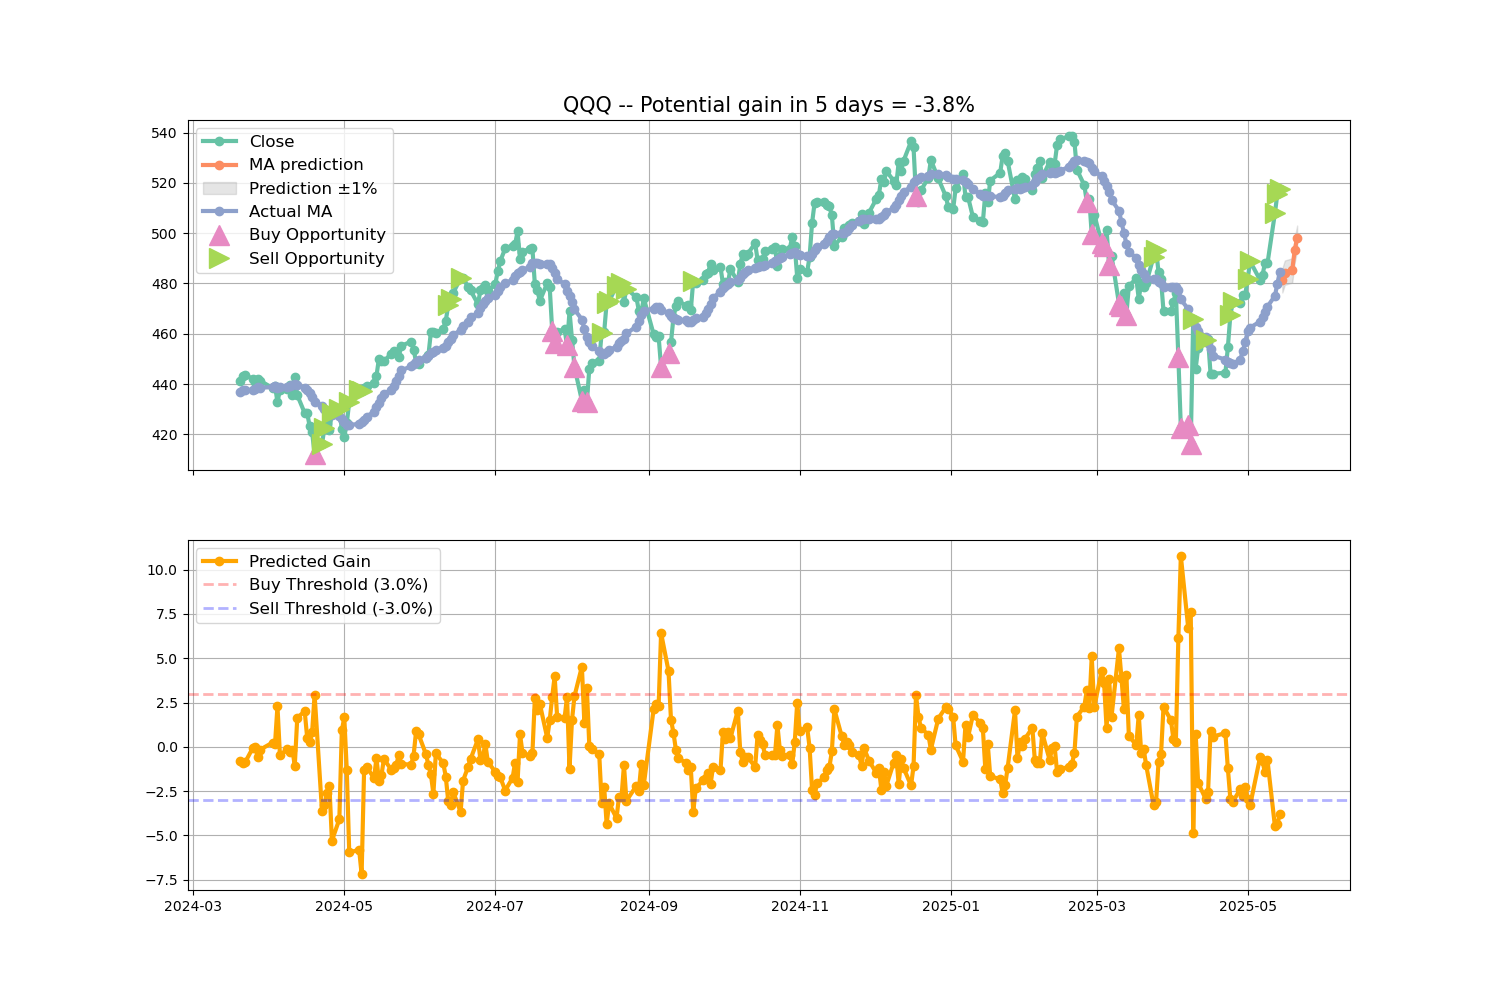 QQQ -- Potential gain in 5 days = -3.8%
540
520
500
480
460
440
420
Close
MA prediction
Prediction ±1%
Actual MA
Buy Opportunity
Sell Opportunity
10.0
7.5
5.0
2.5
0.0
−2.5
−5.0
−7.5
Predicted Gain
Buy Threshold (3.0%)
Sell Threshold (-3.0%)
2024-03 2024-05 2024-07 2024-09 2024-11 2025-01 2025-03 2025-05